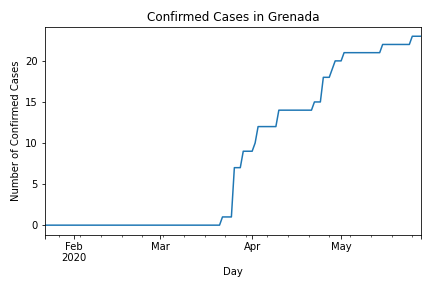 Confirmed Cases in Grenada
Number of Confirmed Cases
20
15
10
5
0
Feb
2020
Mar
Apr
May
Day